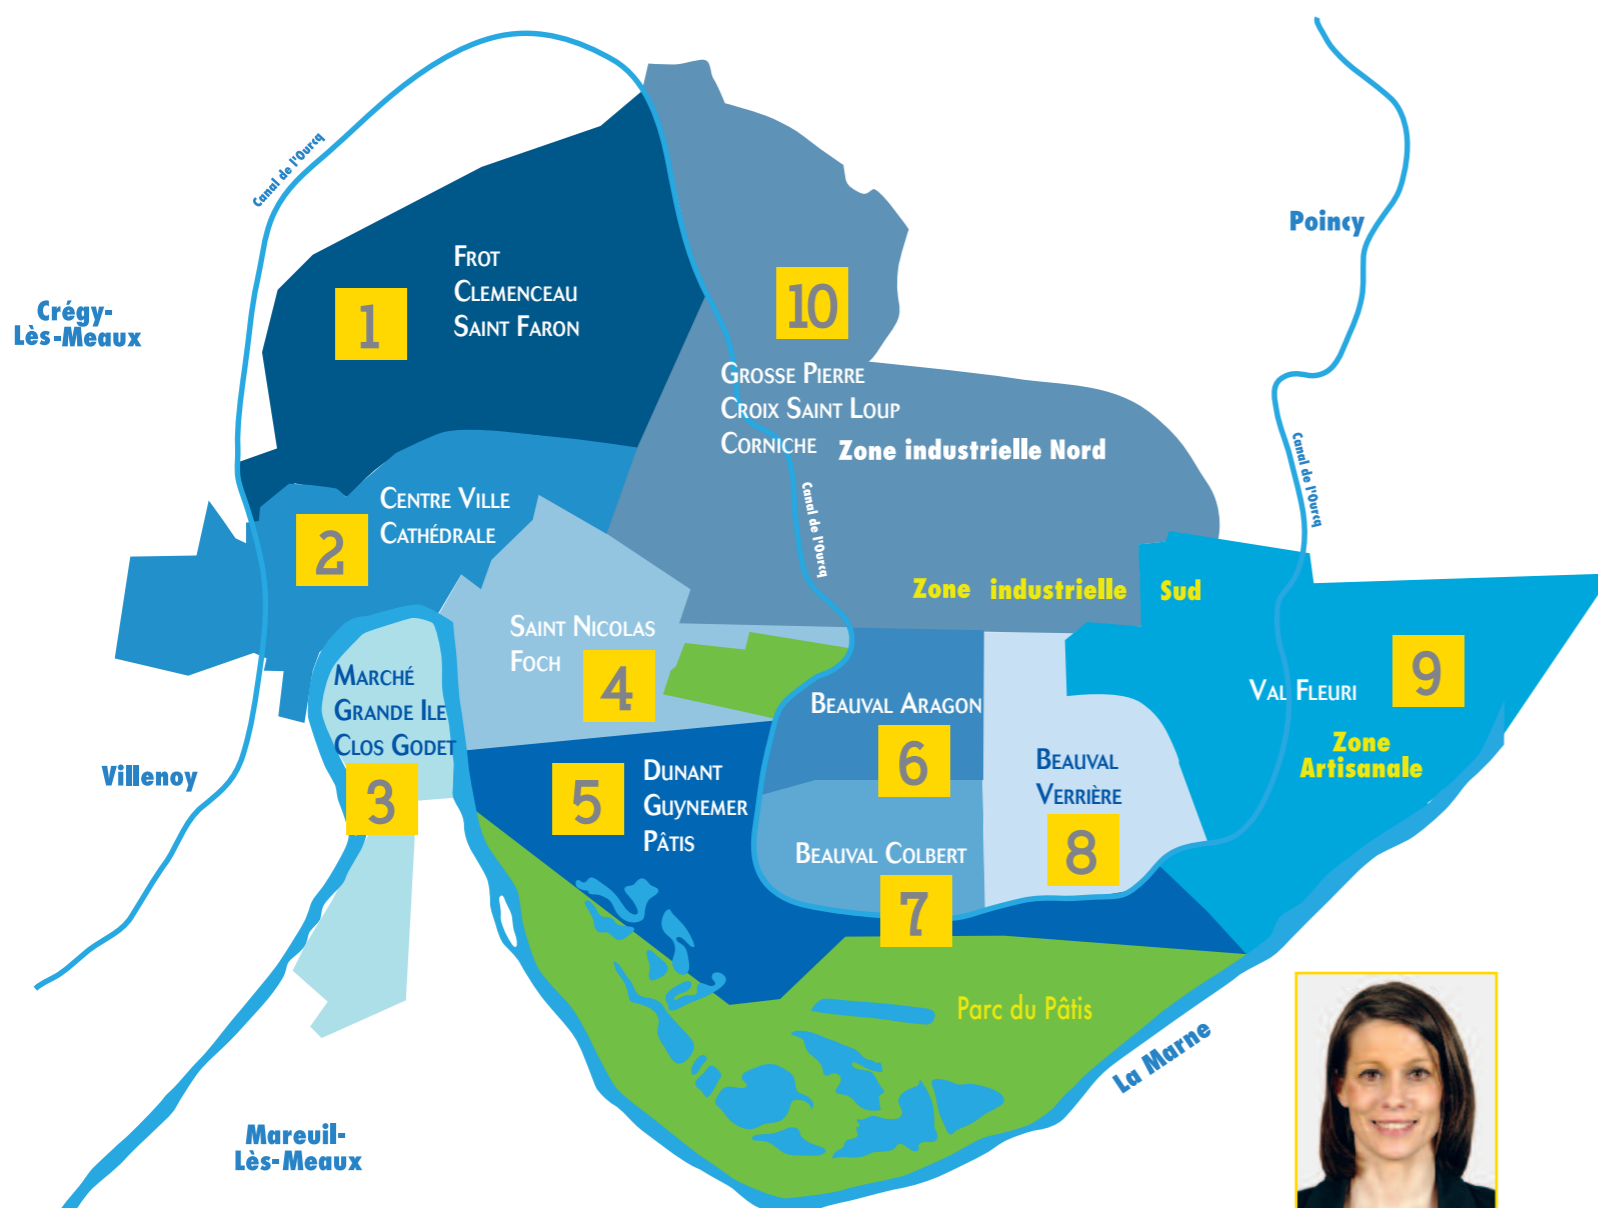 Canal de l'Ourcq
Poincy
Crégy-
Lès-Meaux
1
Frot
Clemenceau
Saint Faron
10
Grosse Pierre
Croix Saint Loup
Corniche
Zone industrielle Nord
Canal de l'Ourcq
Canal de l'Ourcq
2
Centre Ville
Cathédrale
Zone industrielle Sud
Saint Nicolas
Foch
4
Marché
Grande Ile
Clos Godet
3
Villenoy
5
Dunant
Guynemer
Pâtis
Beauval Aragon
6
Beauval Colbert
7
Beauval
Verrière
8
Val Fleuri
9
Zone
Artisanale
Parc du Pâtis
La Marne
Mareuil-
Lès-Meaux